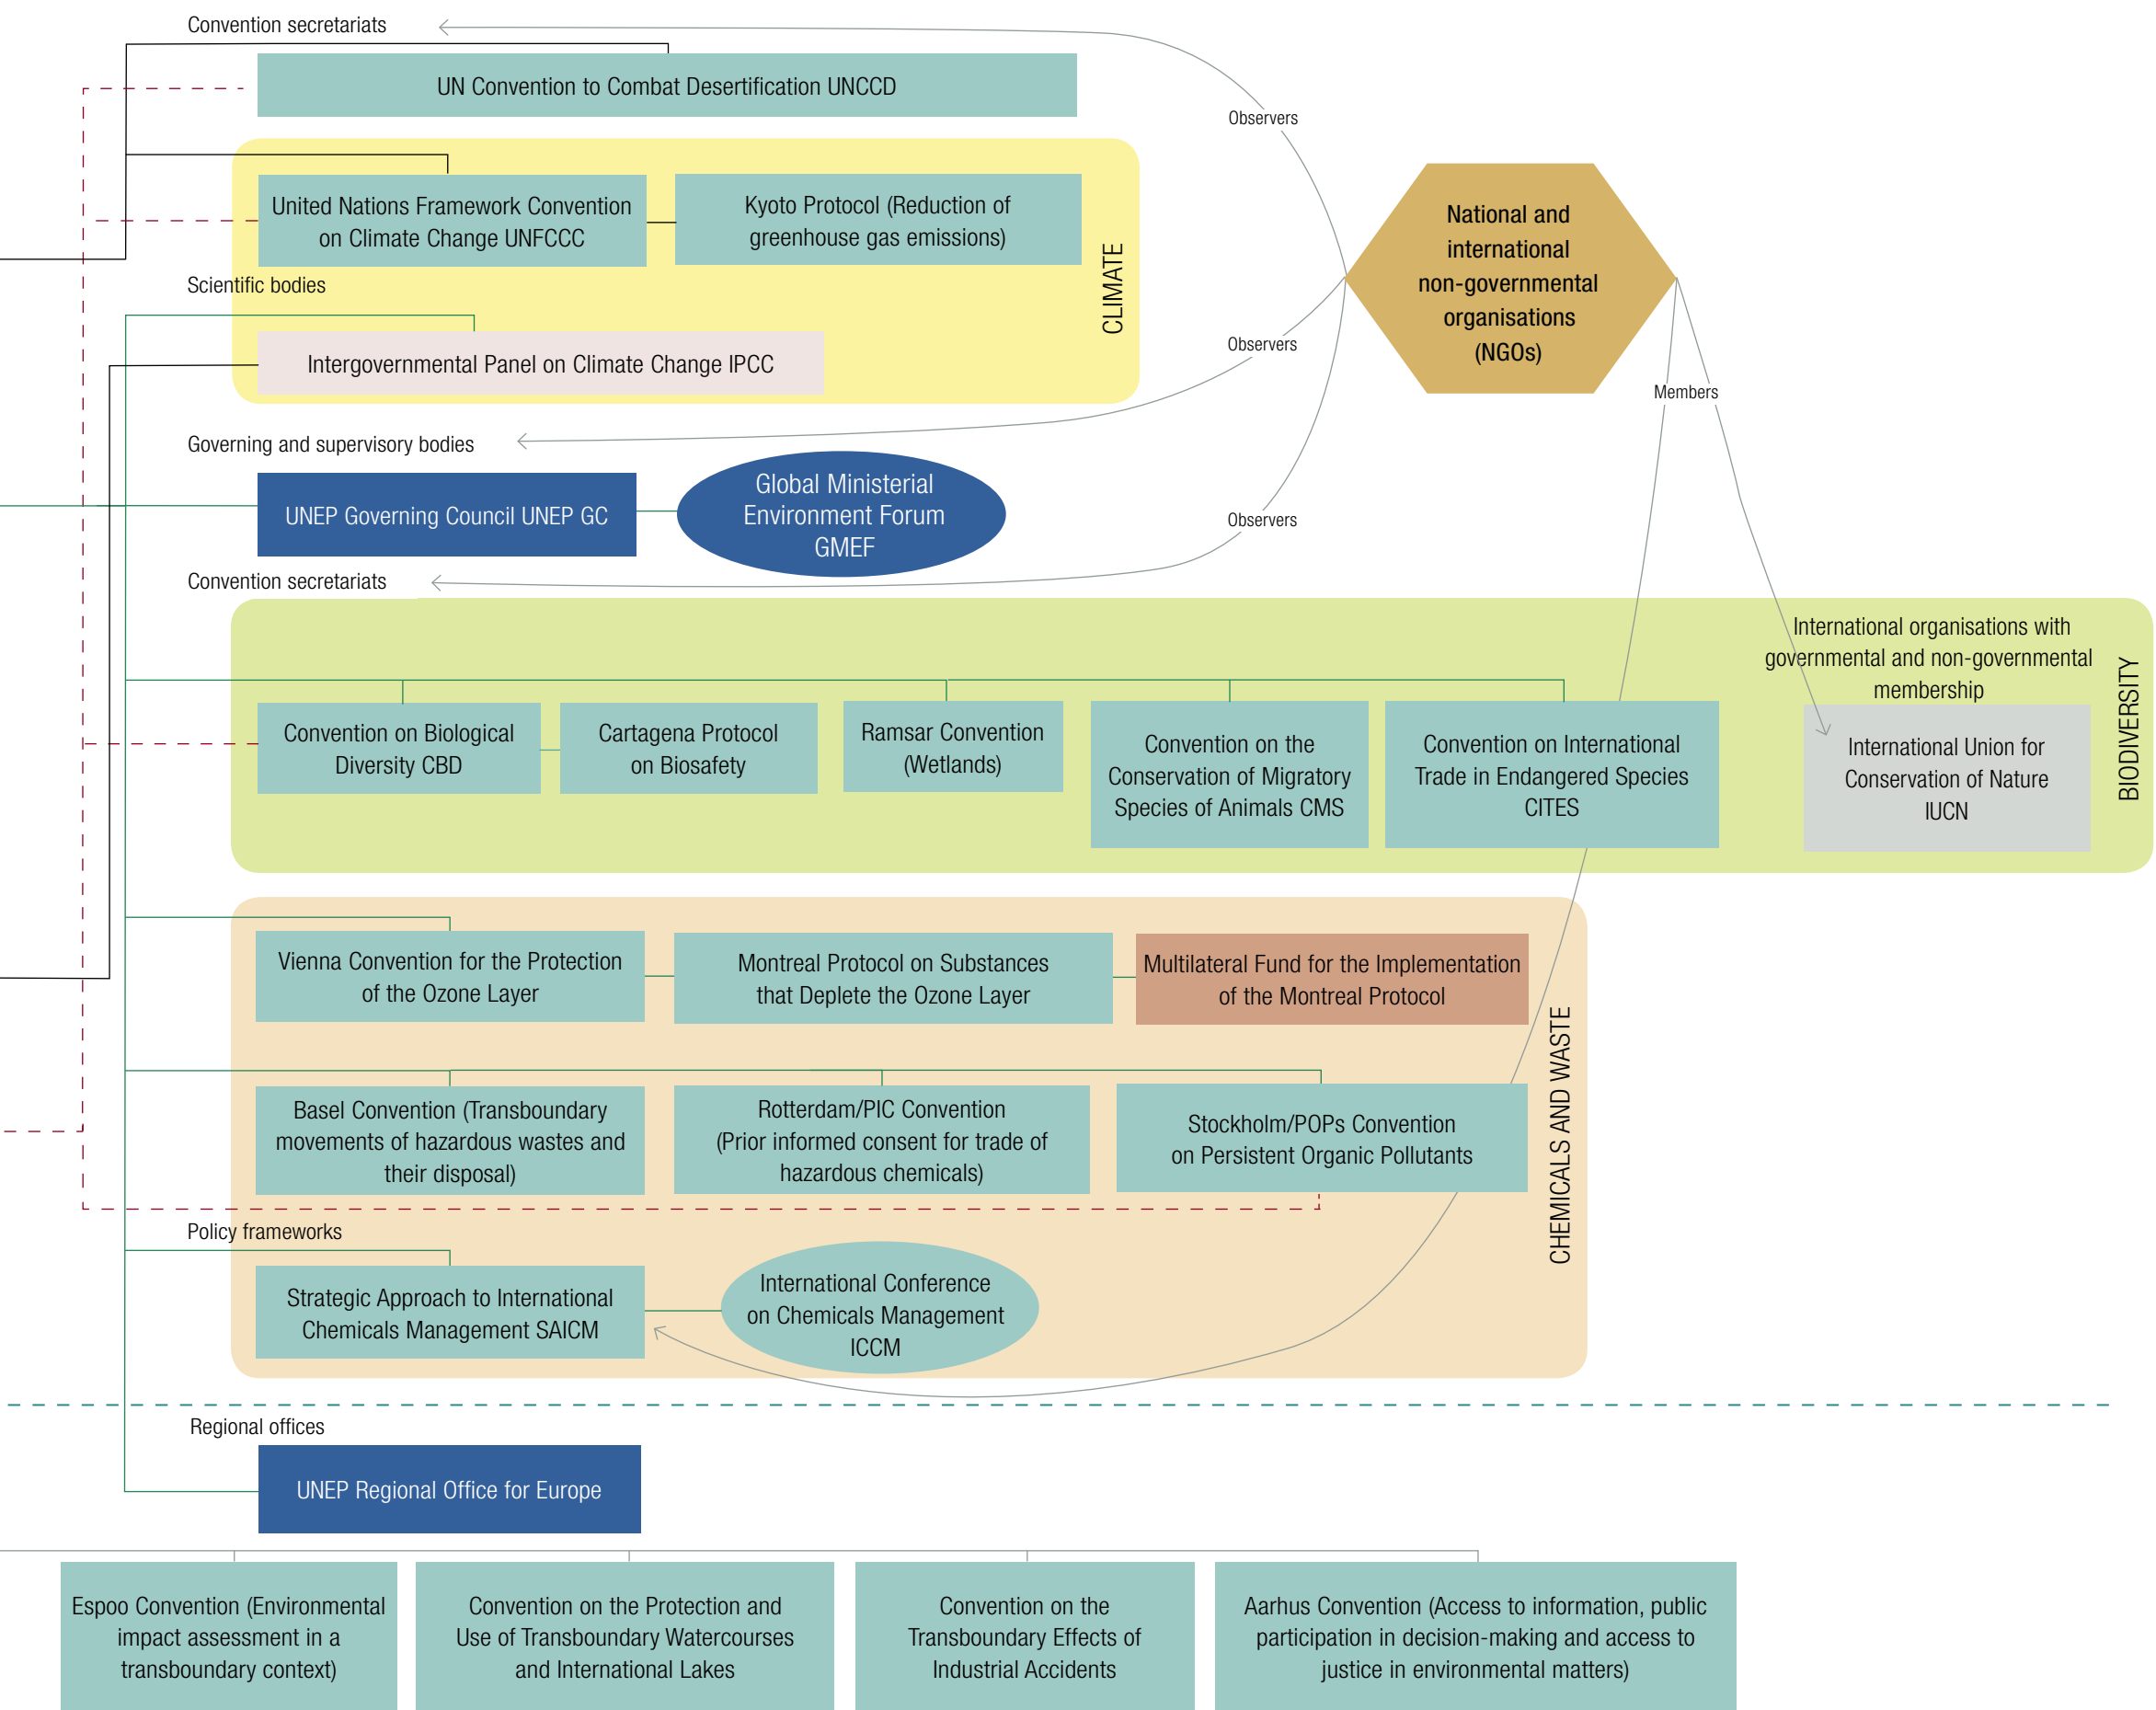 Convention secretariats
UN Convention to Combat Desertification UNCCD
Observers
United Nations Framework Convention
on Climate Change UNFCCC
Kyoto Protocol (Reduction of
greenhouse gas emissions)
CLIMATE
National and
international
non-governmental
organisations
(NGOs)
Scientific bodies
Intergovernmental Panel on Climate Change IPCC
Observers
Members
Governing and supervisory bodies
UNEP Governing Council UNEP GC
Global Ministerial
Environment Forum
GMEF
Observers
Convention secretariats
International organisations with
governmental and non-governmental
membership
BIODIVERSITY
Convention on Biological
Diversity CBD
Cartagena Protocol
on Biosafety
Ramsar Convention
(Wetlands)
Convention on the
Conservation of Migratory
Species of Animals CMS
Convention on International
Trade in Endangered Species
CITES
International Union for
Conservation of Nature
IUCN
Vienna Convention for the Protection
of the Ozone Layer
Montreal Protocol on Substances
that Deplete the Ozone Layer
Multilateral Fund for the Implementation
of the Montreal Protocol
CHEMICALS AND WASTE
Basel Convention (Transboundary
movements of hazardous wastes and
their disposal)
Rotterdam/PIC Convention
(Prior informed consent for trade of
hazardous chemicals)
Stockholm/POPs Convention
on Persistent Organic Pollutants
Policy frameworks
Strategic Approach to International
Chemicals Management SAICM
International Conference
on Chemicals Management
ICCM
Regional offices
UNEP Regional Office for Europe
Espoo Convention (Environmental
impact assessment in a
transboundary context)
Convention on the Protection and
Use of Transboundary Watercourses
and International Lakes
Convention on the
Transboundary Effects of
Industrial Accidents
Aarhus Convention (Access to information, public
participation in decision-making and access to
justice in environmental matters)